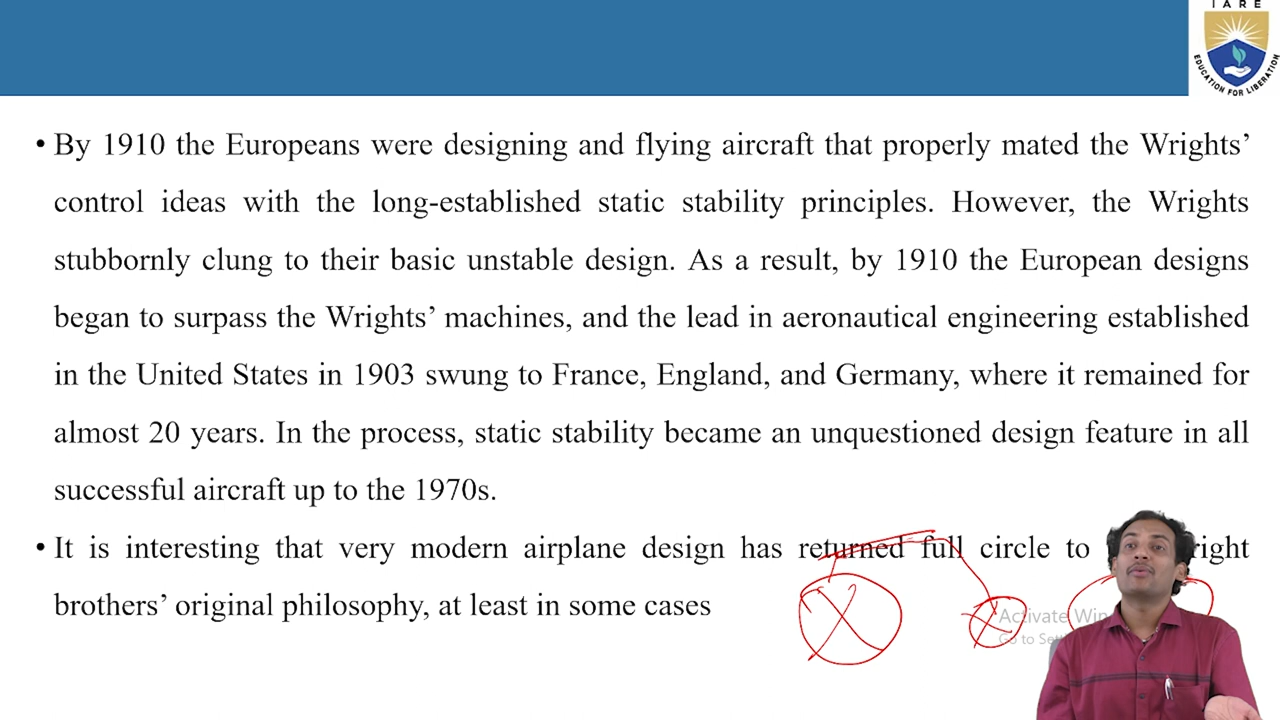 IARE
EDUCATION FOR LIBERATION
• By 1910 the Europeans were designing and flying aircraft that properly mated the Wrights’
control ideas with the long-established static stability principles. However, the Wrights
stubbornly clung to their basic unstable design. As a result, by 1910 the European designs
began to surpass the Wrights’ machines, and the lead in aeronautical engineering established
in the United States in 1903 swung to France, England, and Germany, where it remained for
almost 20 years. In the process, static stability became an unquestioned design feature in all
successful aircraft up to the 1970s.
• It is interesting that very modern airplane design has returned full circle to right
brothers’ original philosophy, at least in some cases
Activate Win
Go to Se